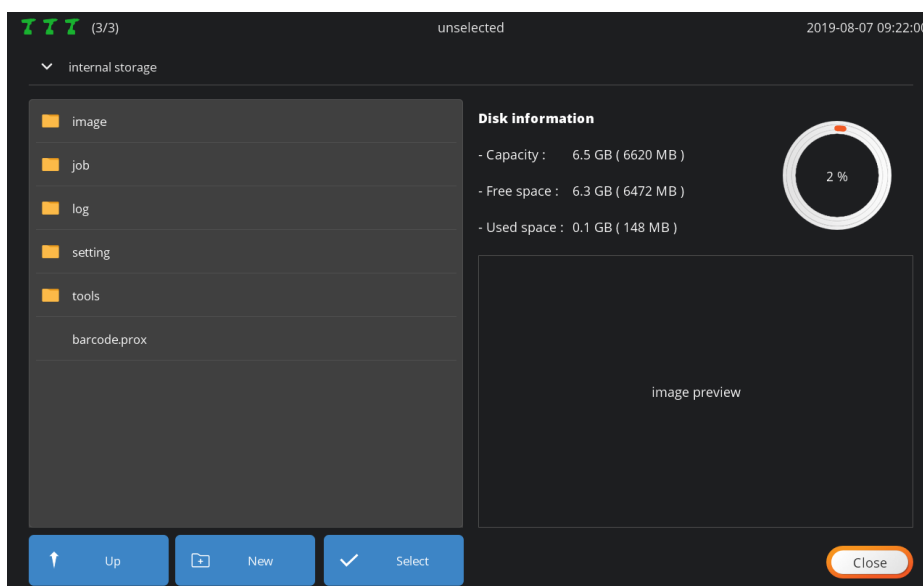 (3/3) unselected 2019-08-07 09:22:00
internal storage
image
job
log
setting
tools
barcode.prox
Disk information
- Capacity : 6.5 GB ( 6620 MB )
- Free space : 6.3 GB ( 6472 MB )
- Used space : 0.1 GB ( 148 MB )
2 %
image preview
Up New Select
Close